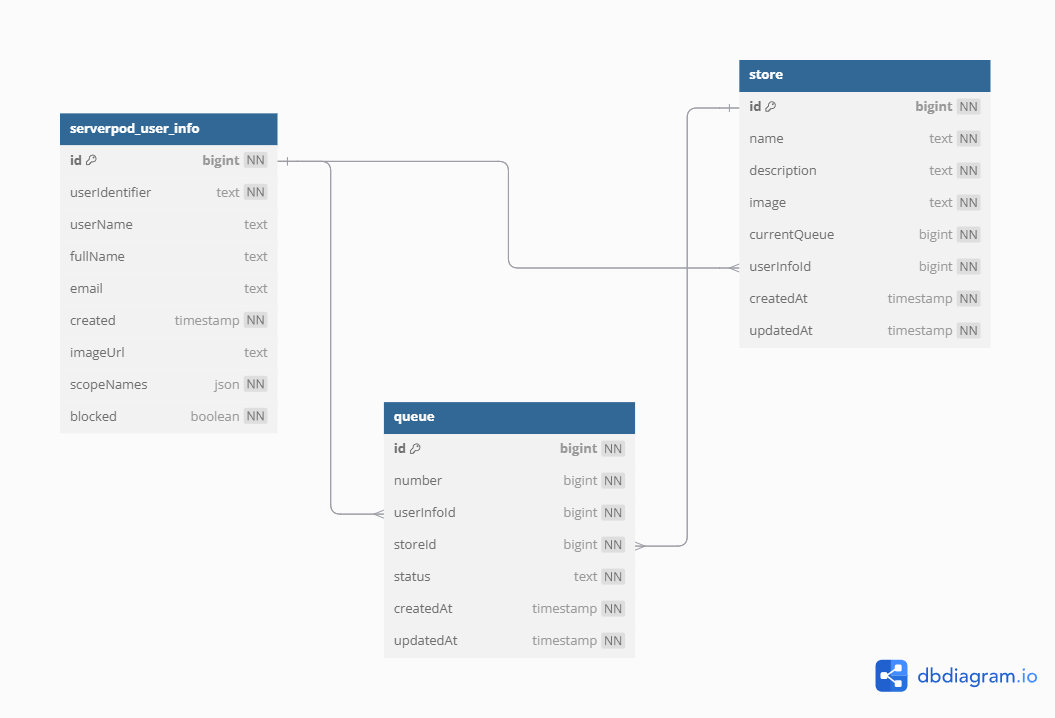 serverpod_user_info
id bigint NN
userIdentifier text NN
userName text
fullName text
email text
created timestamp NN
imageUrl text
scopeNames json NN
blocked boolean NN
store
id bigint NN
name text NN
description text NN
image text NN
currentQueue bigint NN
userInfoId bigint NN
createdAt timestamp NN
updatedAt timestamp NN
queue
id bigint NN
number bigint NN
userInfoId bigint NN
storeId bigint NN
status text NN
createdAt timestamp NN
updatedAt timestamp NN
dbdiagram.io